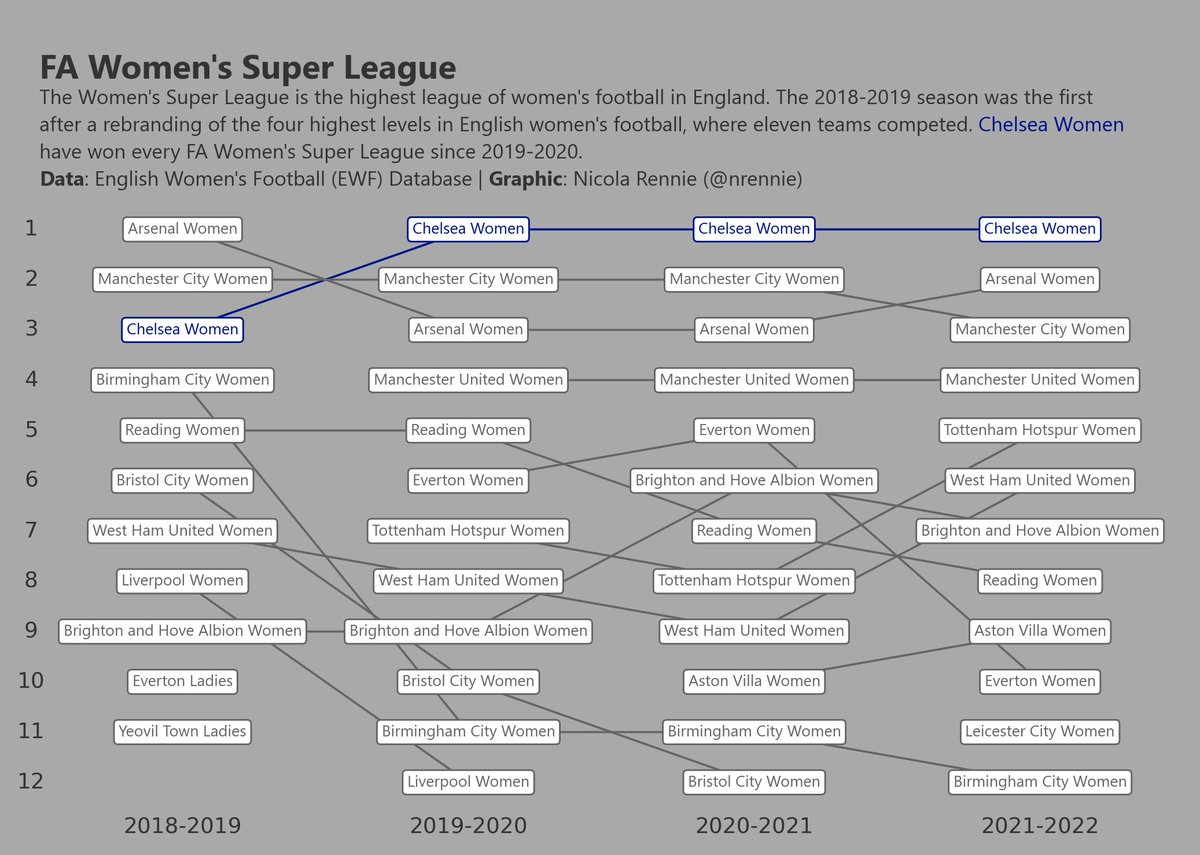 FA Women's Super League
The Women's Super League is the highest league of women's football in England. The 2018-2019 season was the first
after a rebranding of the four highest levels in English women's football, where eleven teams competed. Chelsea Women
have won every FA Women's Super League since 2019-2020.
Data: English Women's Football (EWF) Database | Graphic: Nicola Rennie (@nrennie)
1 Arsenal Women Chelsea Women Chelsea Women Chelsea Women
2 Manchester City Women Manchester City Women Manchester City Women Arsenal Women
3 Chelsea Women Arsenal Women Arsenal Women Manchester City Women
4 Birmingham City Women Manchester United Women Manchester United Women Manchester United Women
5 Reading Women Reading Women Everton Women Tottenham Hotspur Women
6 Bristol City Women Everton Women Brighton and Hove Albion Women West Ham United Women
7 West Ham United Women Tottenham Hotspur Women Reading Women Brighton and Hove Albion Women
8 Liverpool Women West Ham United Women Tottenham Hotspur Women Reading Women
9 Brighton and Hove Albion Women Brighton and Hove Albion Women West Ham United Women Aston Villa Women
10 Everton Ladies Bristol City Women Aston Villa Women Everton Women
11 Yeovil Town Ladies Birmingham City Women Birmingham City Women Leicester City Women
12 Liverpool Women Bristol City Women Birmingham City Women
2018-2019 2019-2020 2020-2021 2021-2022